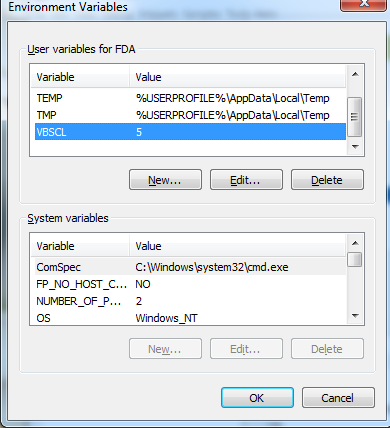 Environment Variables
User variables for FDA
Variable Value
TEMP %USERPROFILE%\AppData\Local\Temp
TMP %USERPROFILE%\AppData\Local\Temp
VBSCL 5
New... Edit... Delete
System variables
Variable Value
ComSpec C:\Windows\system32\cmd.exe
FP_NO_HOST_C... NO
NUMBER_OF_P... 2
OS Windows_NT
New... Edit... Delete
OK Cancel